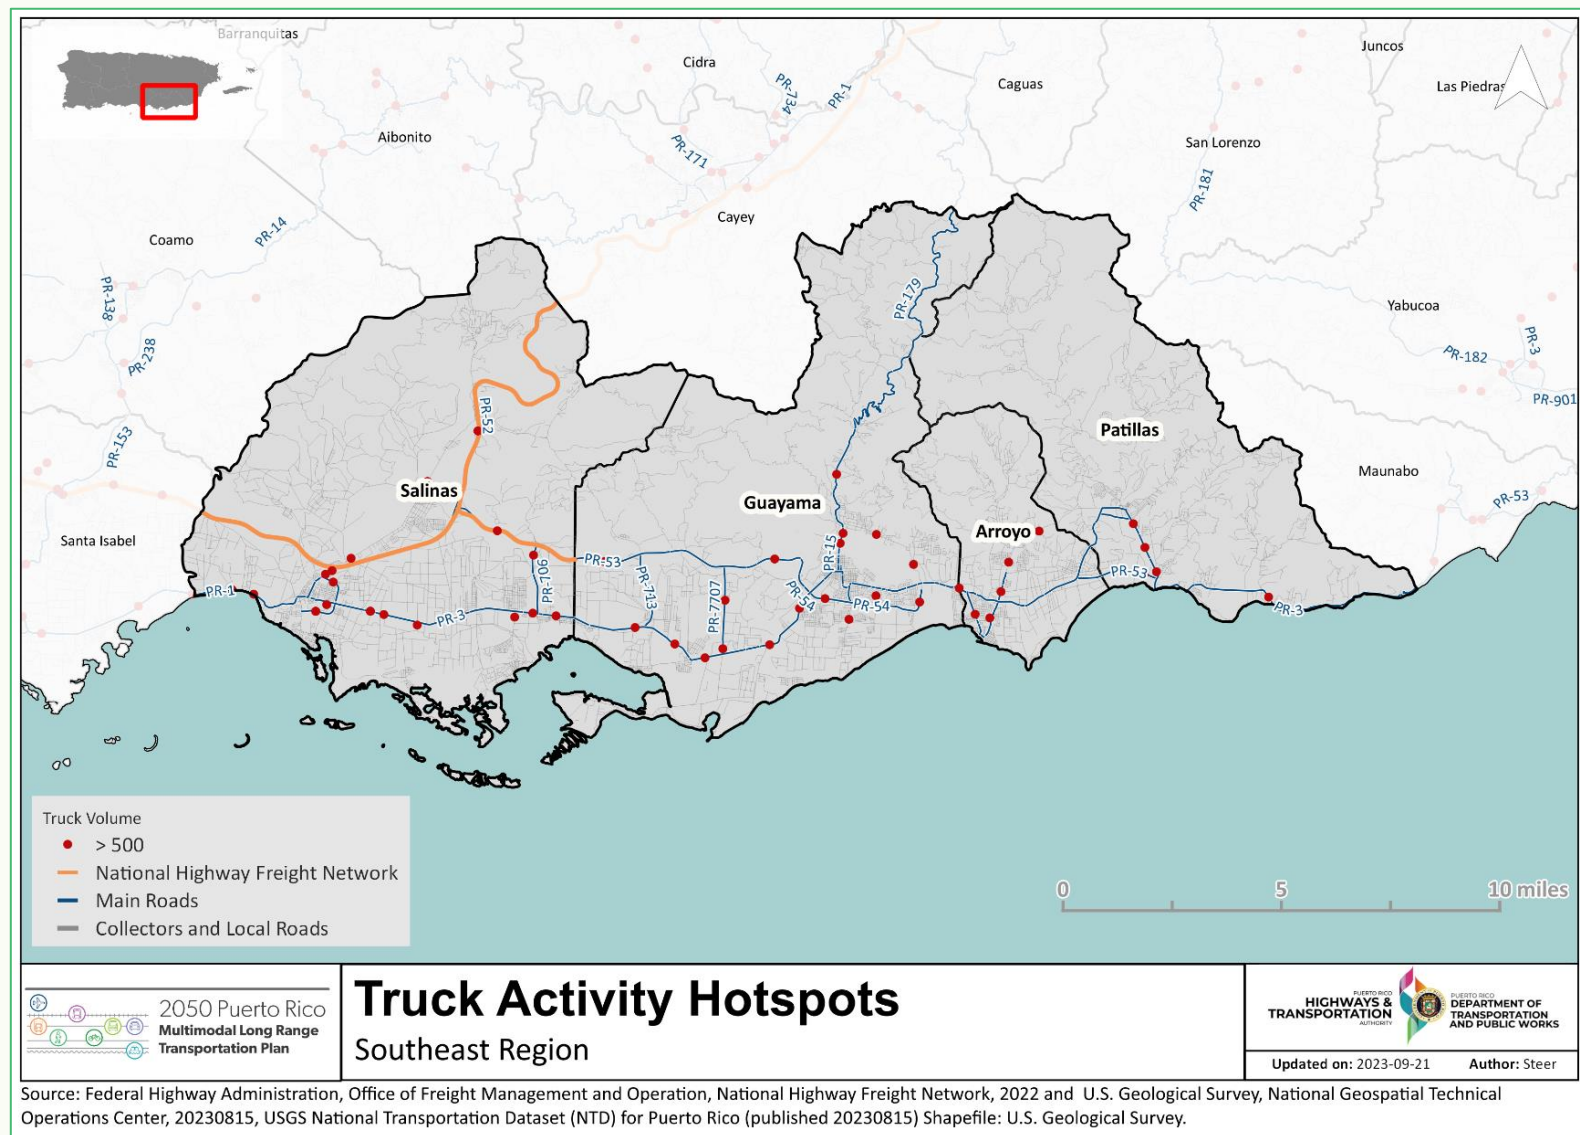 Barranquitas
Juncos
Cidra
Caguas
Las Piedras
PR-734
PR-1
Aibonito
PR-171
San Lorenzo
PR-181
Cayey
PR-14
Coamo
PR-138
PR-179
Yabucoa
PR-3
PR-238
PR-182
PR-52
PR-901
Patillas
PR-153
Maunabo
Salinas
Guayama
PR-53
Arroyo
Santa Isabel
PR-15
PR-53
PR-706
PR-713
PR-53
PR-1
PR-7707
PR-54
PR-54
PR-3
PR-3
Truck Volume
> 500
National Highway Freight Network
Main Roads
Collectors and Local Roads
0 5 10 miles
2050 Puerto Rico
Multimodal Long Range
Transportation Plan
Truck Activity Hotspots
Southeast Region
PUERTO RICO
HIGHWAYS &
TRANSPORTATION
AUTHORITY
PUERTO RICO
DEPARTMENT OF
TRANSPORTATION
AND PUBLIC WORKS
Updated on: 2023-09-21 Author: Steer
Source: Federal Highway Administration, Office of Freight Management and Operation, National Highway Freight Network, 2022 and U.S. Geological Survey, National Geospatial Technical
Operations Center, 20230815, USGS National Transportation Dataset (NTD) for Puerto Rico (published 20230815) Shapefile: U.S. Geological Survey.